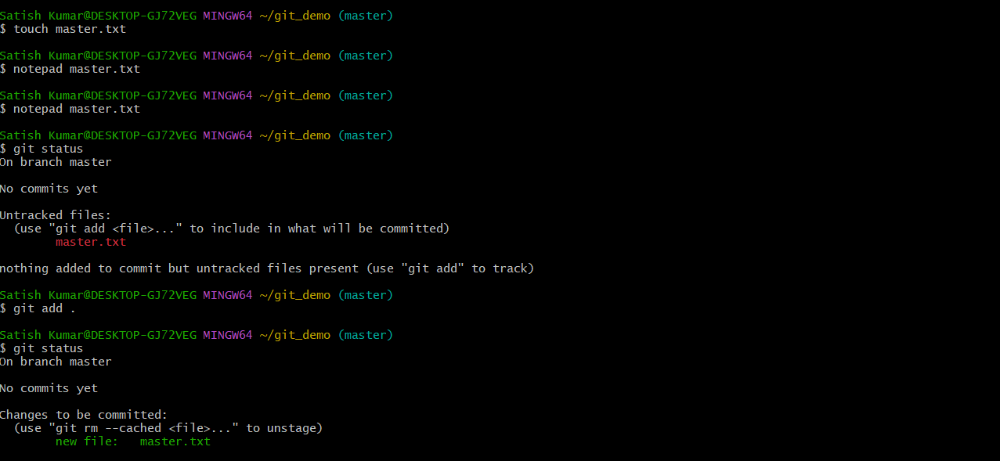 Satish Kumar@DESKTOP-GJ72VEG MINGW64 ~/git_demo (master)
$ touch master.txt
Satish Kumar@DESKTOP-GJ72VEG MINGW64 ~/git_demo (master)
$ notepad master.txt
Satish Kumar@DESKTOP-GJ72VEG MINGW64 ~/git_demo (master)
$ notepad master.txt
Satish Kumar@DESKTOP-GJ72VEG MINGW64 ~/git_demo (master)
$ git status
On branch master
No commits yet
Untracked files:
  (use "git add <file>..." to include in what will be committed)
        master.txt
nothing added to commit but untracked files present (use "git add" to track)
Satish Kumar@DESKTOP-GJ72VEG MINGW64 ~/git_demo (master)
$ git add .
Satish Kumar@DESKTOP-GJ72VEG MINGW64 ~/git_demo (master)
$ git status
On branch master
No commits yet
Changes to be committed:
  (use "git rm --cached <file>..." to unstage)
        new file:   master.txt